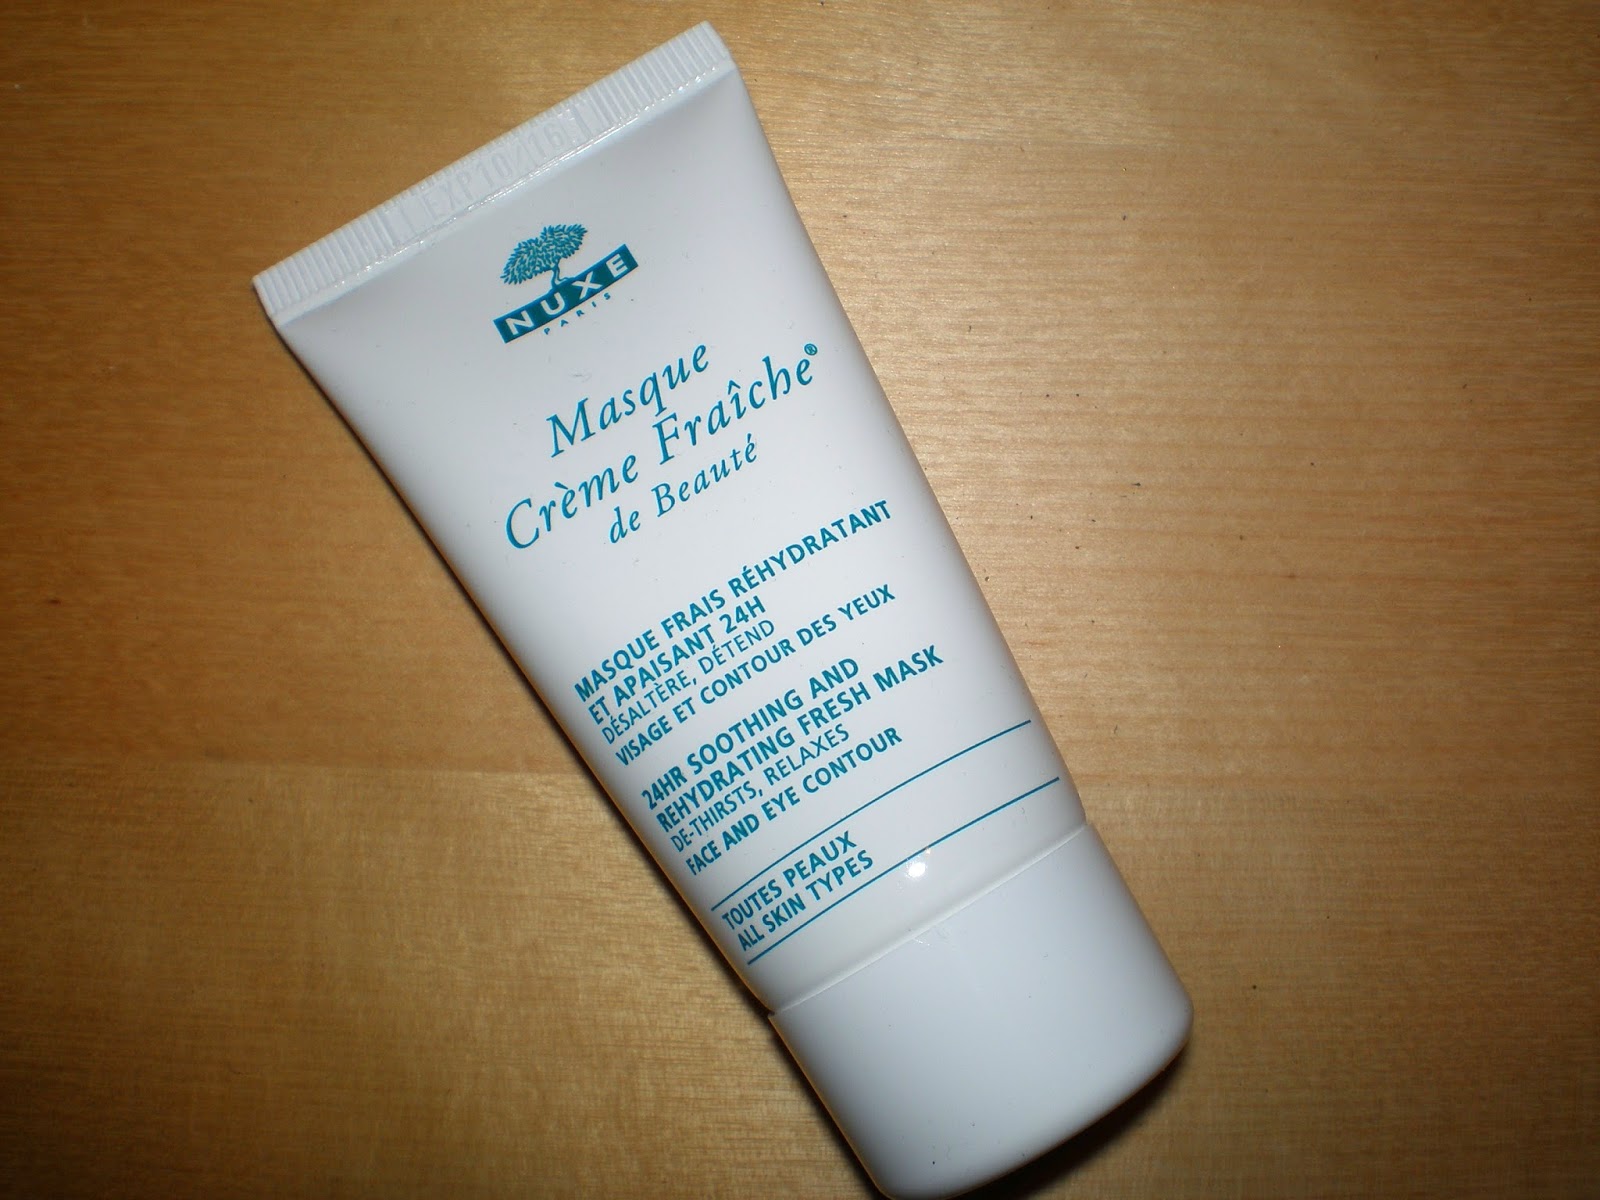 EXP 10/16
NUXE
PARIS
Masque
Crème Fraîche®
de Beauté
MASQUE FRAIS RÉHYDRATANT
ET APAISANT 24H
DÉSALTÈRE, DÉTEND
VISAGE ET CONTOUR DES YEUX
24HR SOOTHING AND
REHYDRATING FRESH MASK
DE-THIRSTS, RELAXES
FACE AND EYE CONTOUR
TOUTES PEAUX
ALL SKIN TYPES